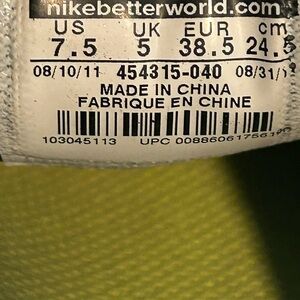 nikebetterworld.com
US UK EUR cm
7.5 5 38.5 24.5
08/10/11 454315-040 08/31/
MADE IN CHINA
FABRIQUE EN CHINE
103045113 UPC